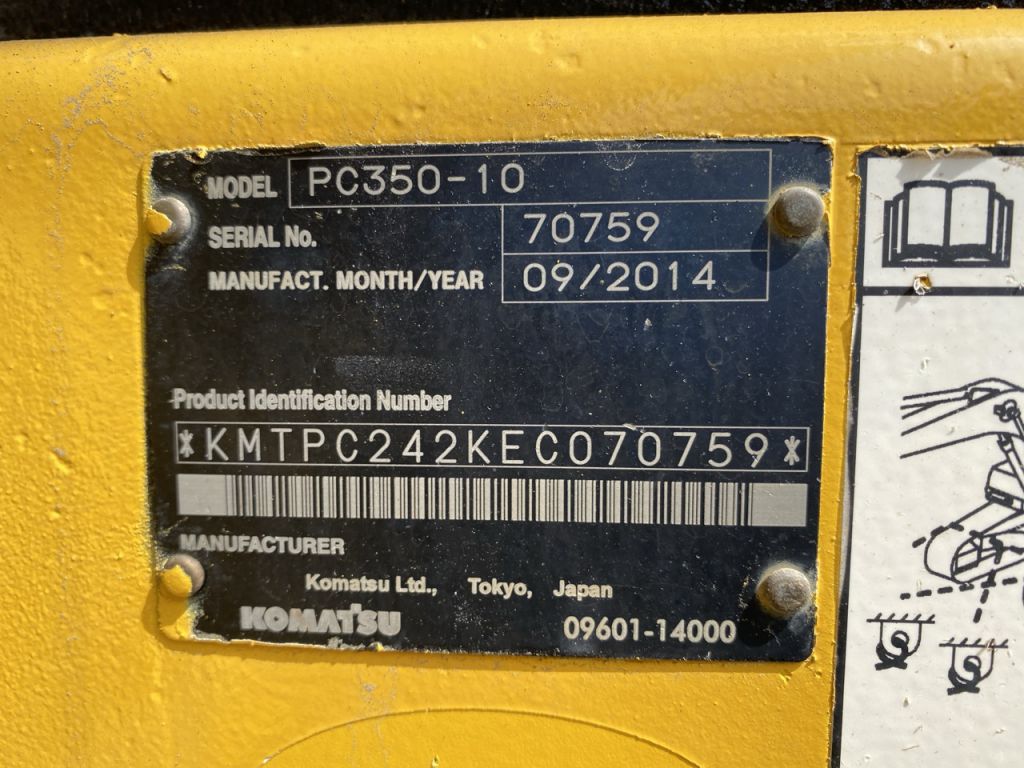 MODEL PC350-10
SERIAL No. 70759
MANUFACT. MONTH/YEAR 09/2014
Product Identification Number
*KMTPC242KEC070759*
MANUFACTURER
Komatsu Ltd., Tokyo, Japan
KOMATSU
09601-14000